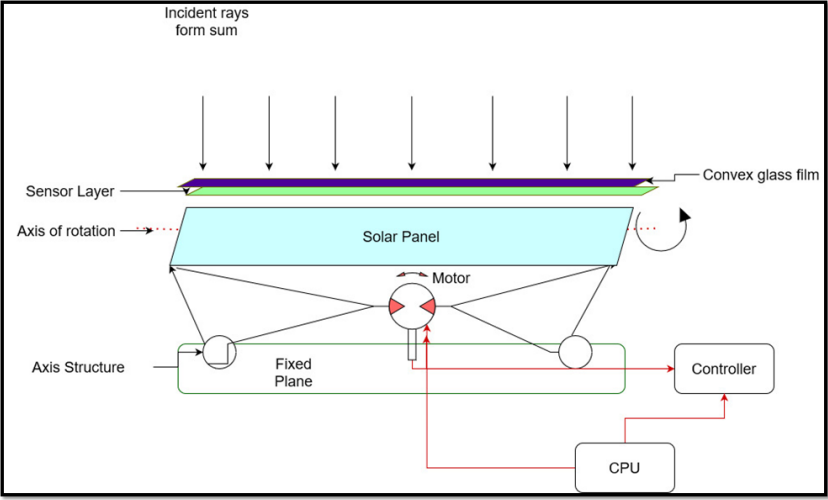 Incident rays
form sum
Convex glass film
Sensor Layer
Axis of rotation
Solar Panel
Motor
Axis Structure
Fixed
Plane
Controller
CPU